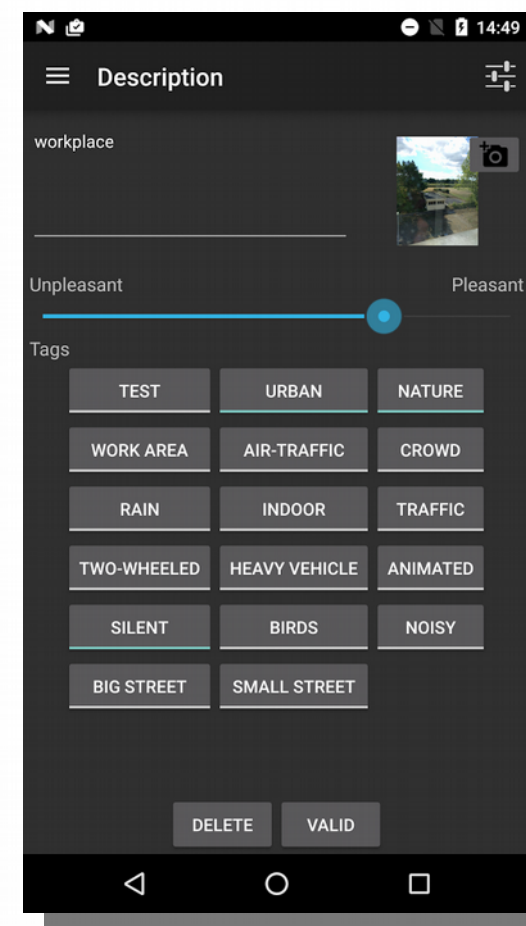 14:49
Description
workplace
Unpleasant Pleasant
Tags
TEST URBAN NATURE
WORK AREA AIR-TRAFFIC CROWD
RAIN INDOOR TRAFFIC
TWO-WHEELED HEAVY VEHICLE ANIMATED
SILENT BIRDS NOISY
BIG STREET SMALL STREET
DELETE VALID